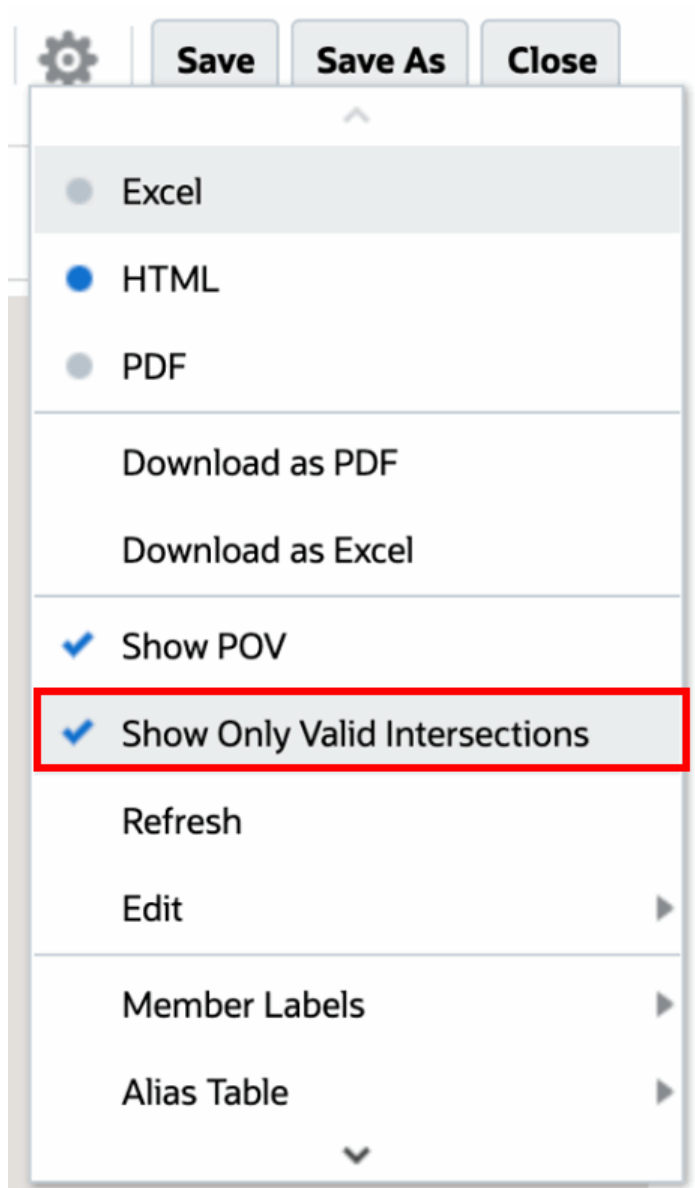 Save Save As Close
Excel
HTML
PDF
Download as PDF
Download as Excel
Show POV
Show Only Valid Intersections
Refresh
Edit
Member Labels
Alias Table